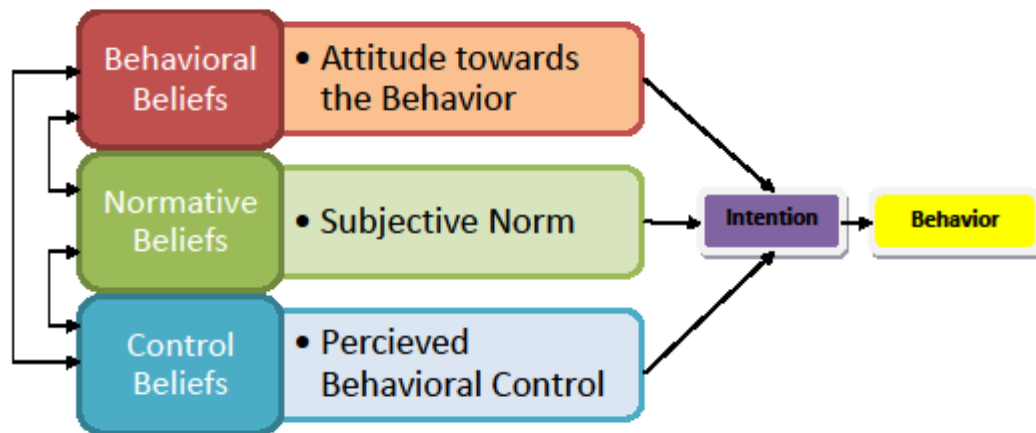 Behavioral
Beliefs
• Attitude towards
the Behavior
Normative
Beliefs
• Subjective Norm
Control
Beliefs
• Percieved
Behavioral Control
Intention
Behavior